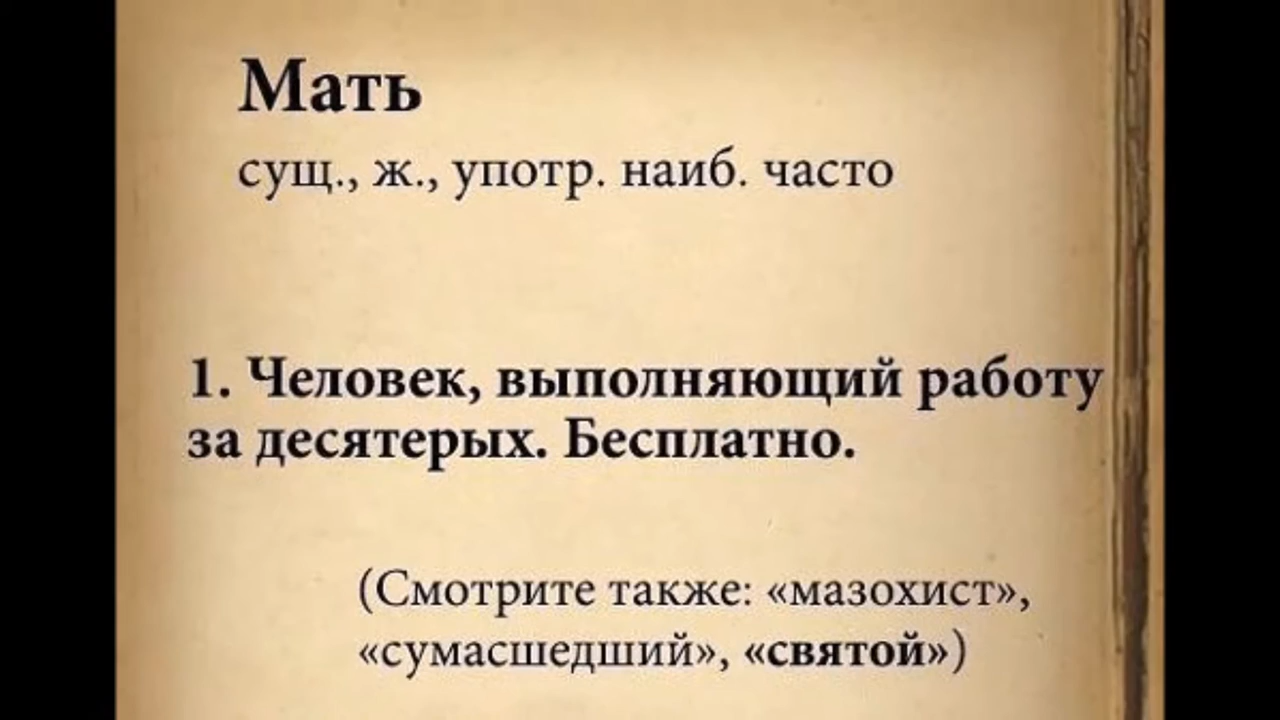 Мать
сущ., ж., употр. наиб. часто
1. Человек, выполняющий работу
за десятерых. Бесплатно.
(Смотрите также: «мазохист»,
«сумасшедший», «святой»)